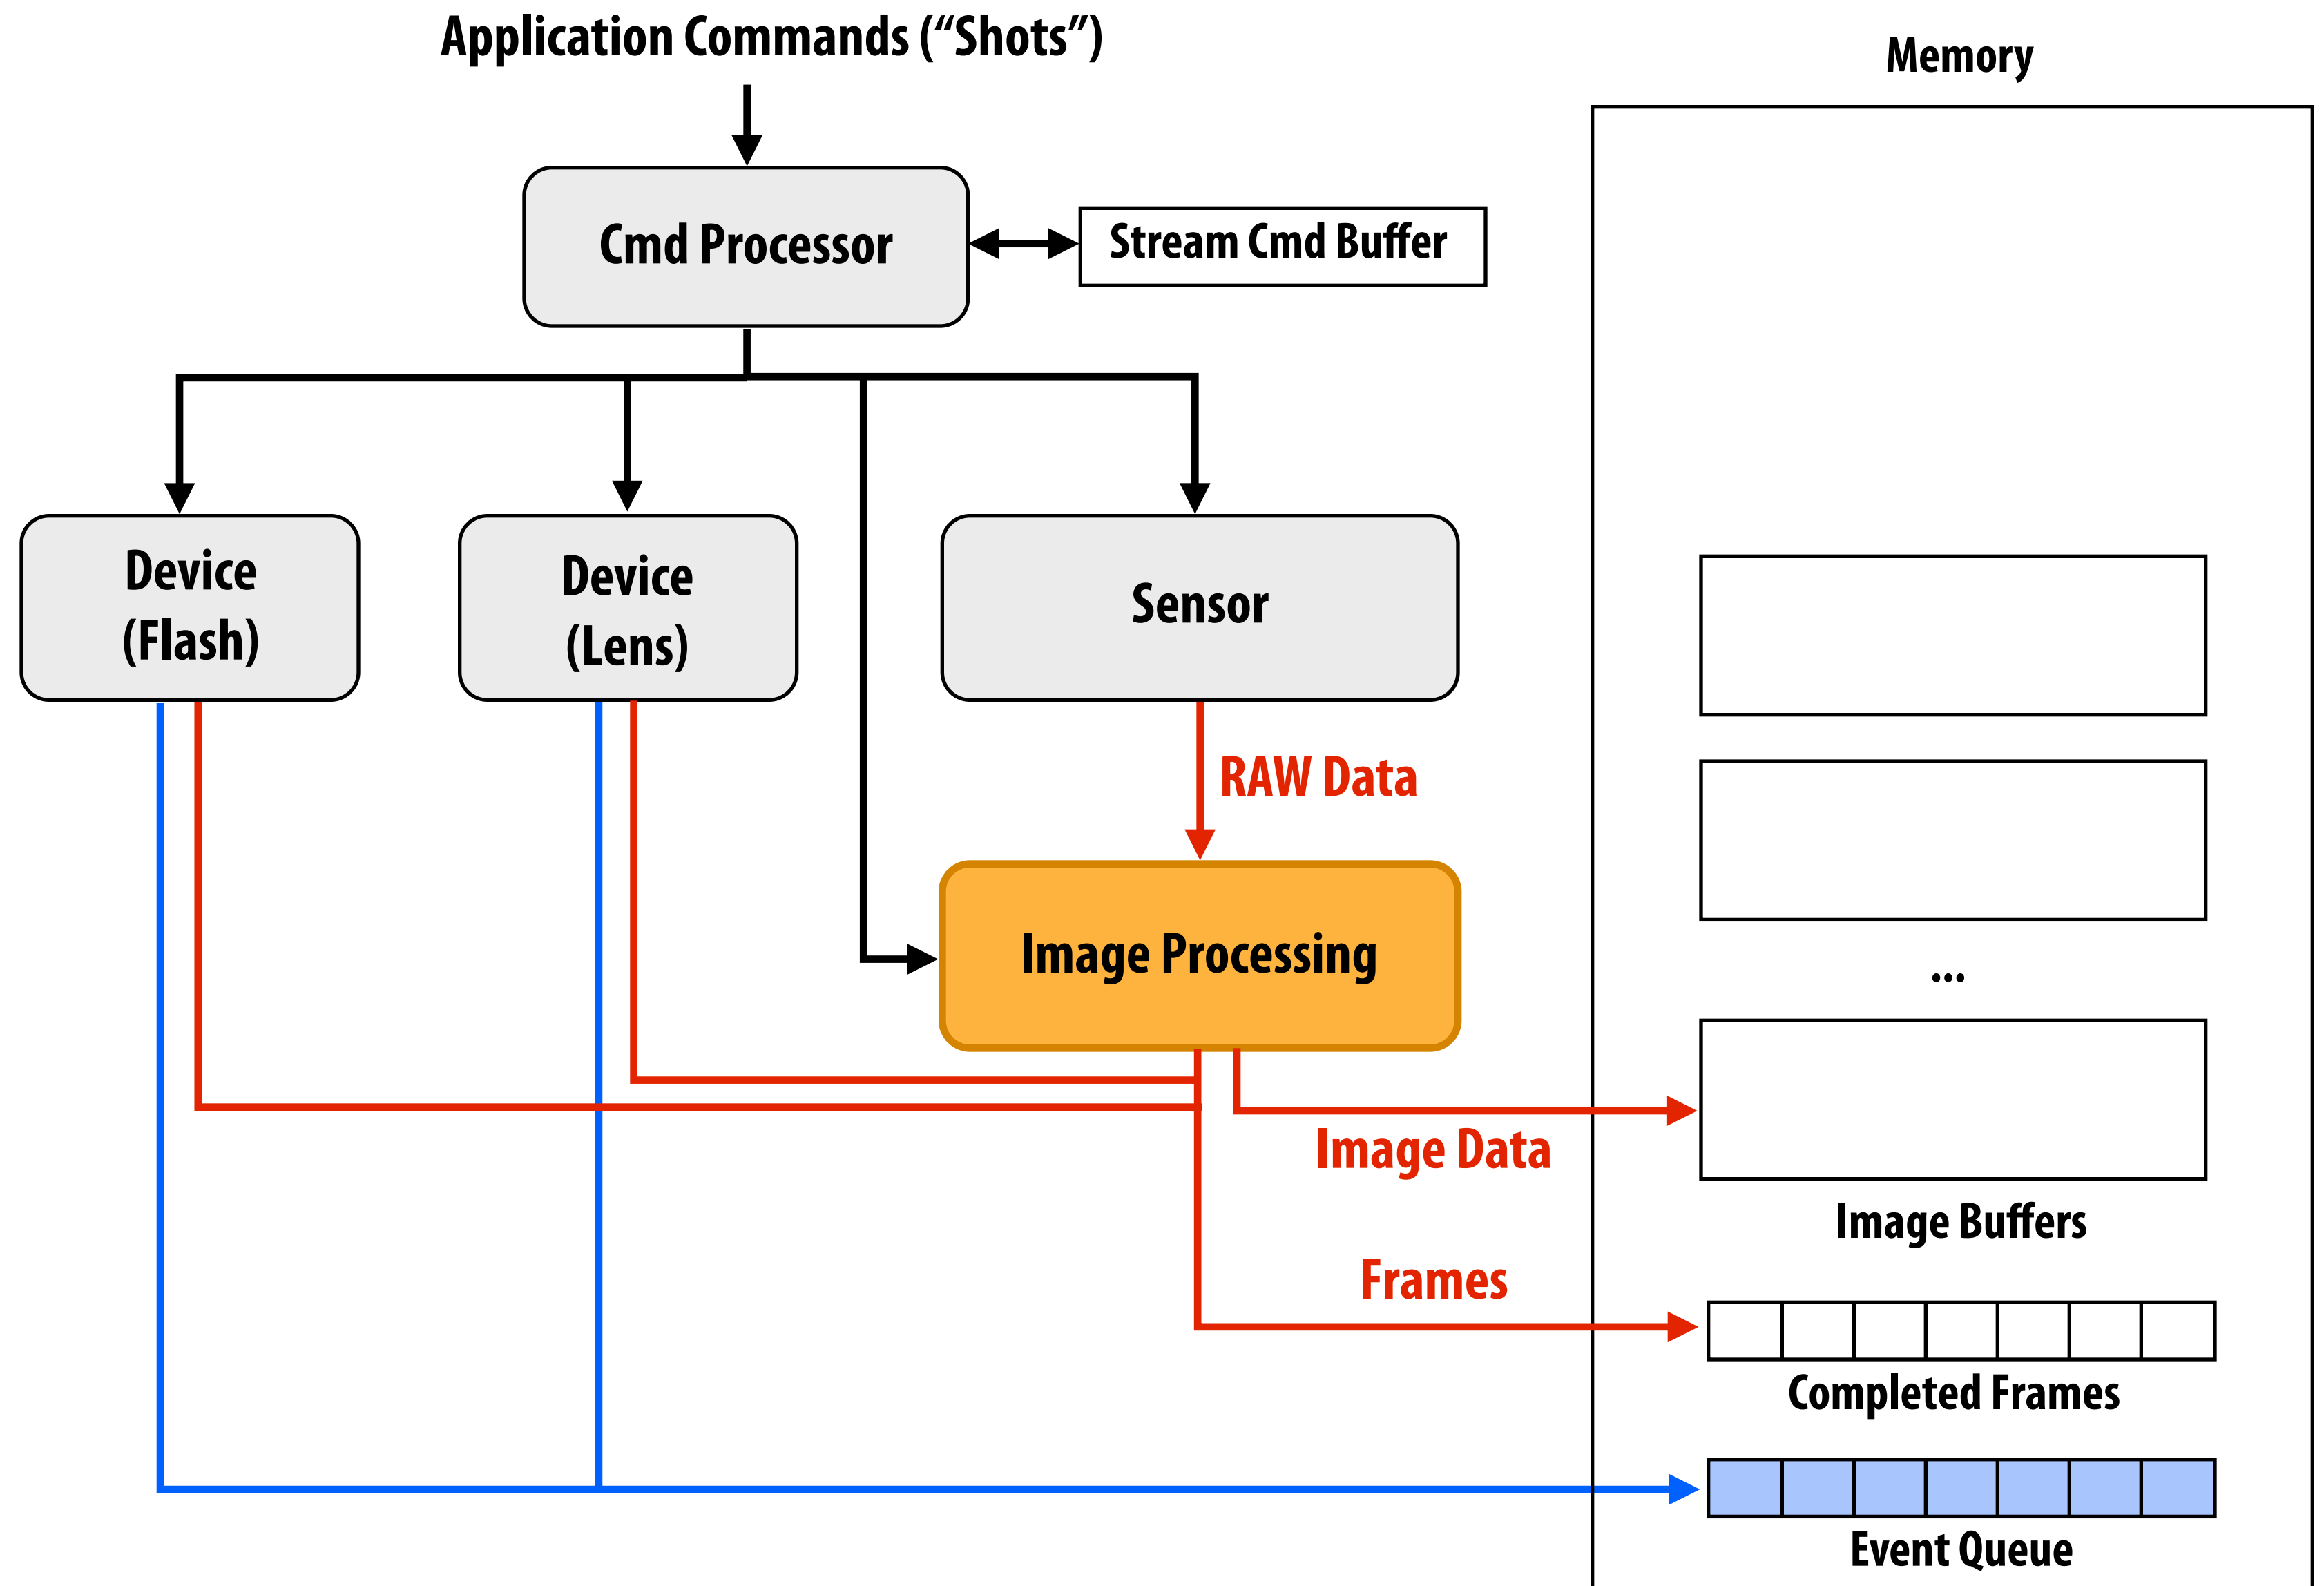 Application Commands (“Shots”)
Memory
Cmd Processor
Stream Cmd Buffer
Device
(Flash)
Device
(Lens)
Sensor
RAW Data
Image Processing
...
Image Data
Image Buffers
Frames
Completed Frames
Event Queue